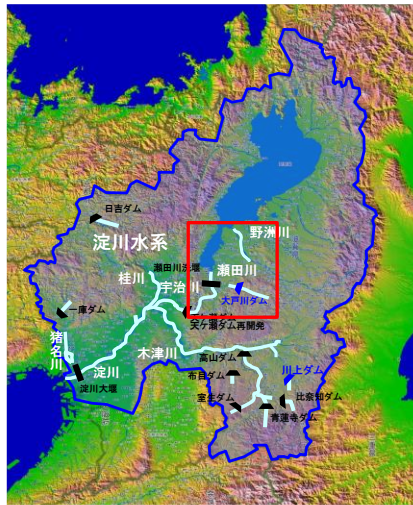 日吉ダム
淀川水系
野洲川
瀬田川洗堰
瀬田川
桂川
宇治川
大戸川ダム
天ケ瀬ダム再開発
一庫ダム
猪名川
木津川
高山ダム
淀川
布目ダム
川上ダム
淀川大堰
室生ダム
比奈知ダム
青蓮寺ダム